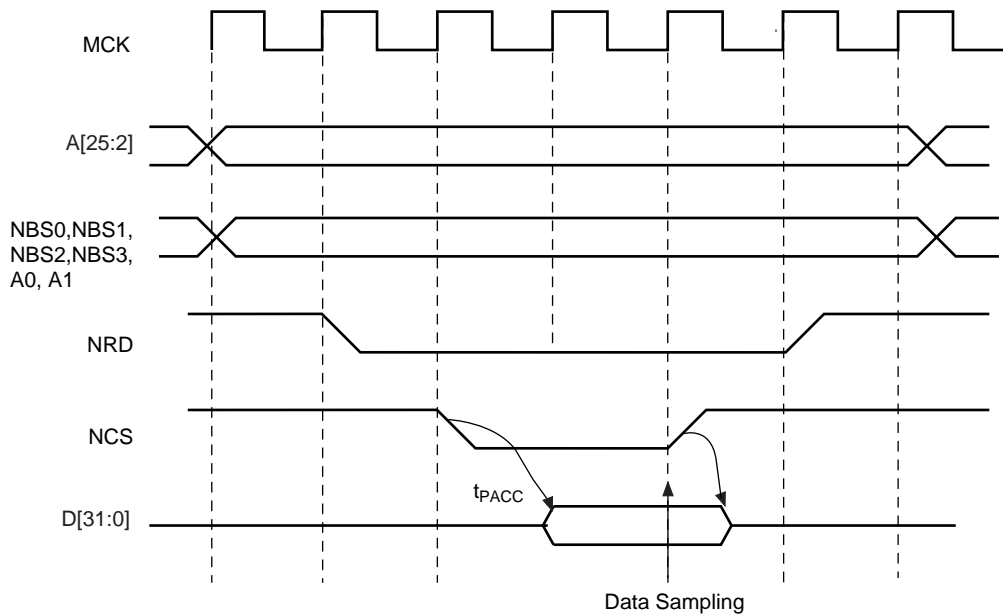 MCK
A[25:2]
NBS0,NBS1,
NBS2,NBS3,
A0, A1
NRD
NCS
tPACC
D[31:0]
Data Sampling